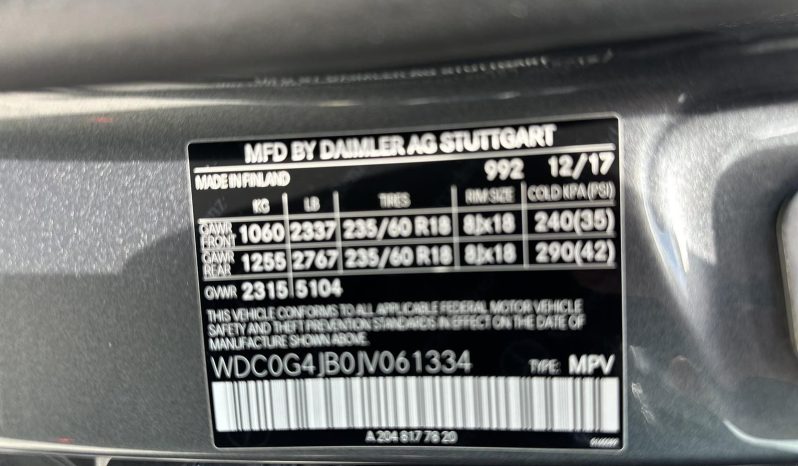 MFD BY DAIMLER AG STUTTGART
992 12/17
MADE IN FINLAND
KG LB TIRES RIM SIZE COLD KPA(PSI)
GAWR FRONT 1060 2337 235/60 R18 8Jx18 240(35)
GAWR REAR 1255 2767 235/60 R18 8Jx18 290(42)
GVWR 2315 5104
THIS VEHICLE CONFORMS TO ALL APPLICABLE FEDERAL MOTOR VEHICLE
SAFETY AND THEFT PREVENTION STANDARDS IN EFFECT ON THE DATE OF
MANUFACTURE SHOWN ABOVE.
WDC0G4JB0JV061334 TYPE: MPV
A 204 817 78 20